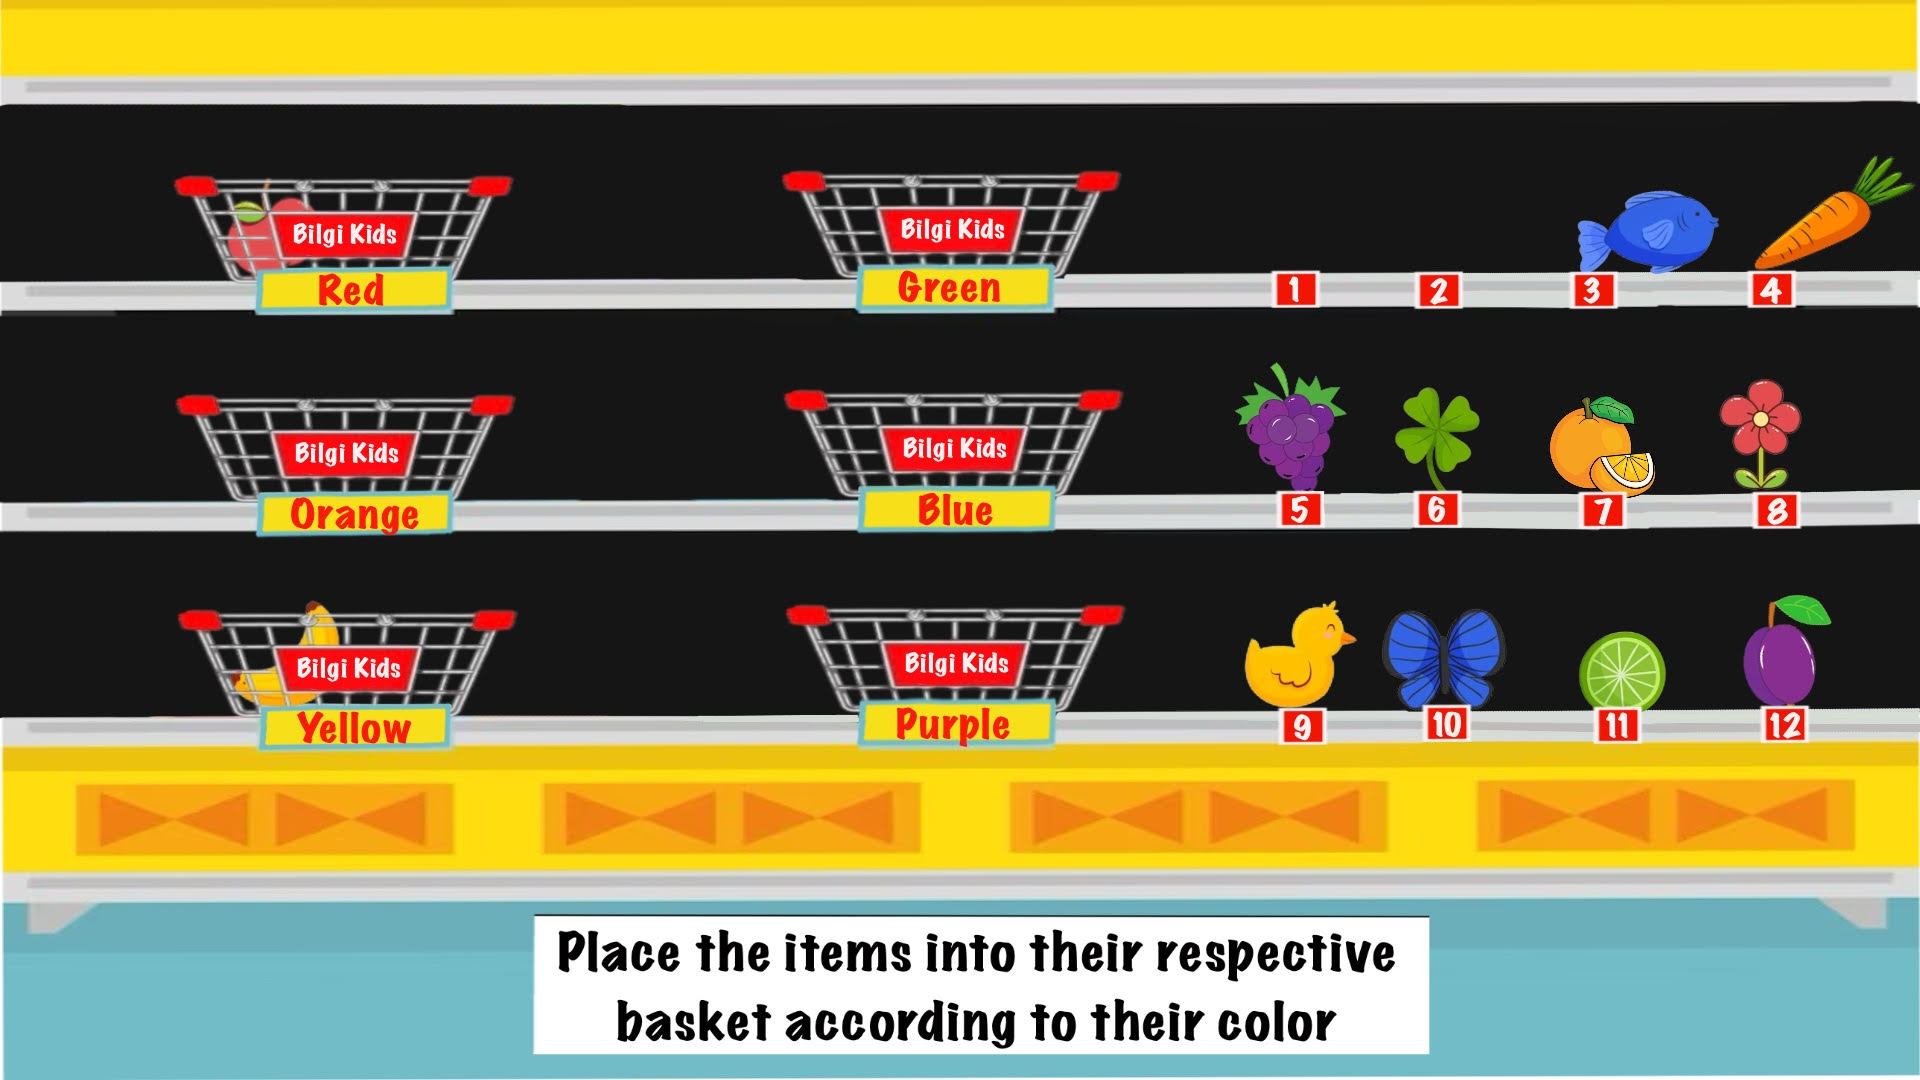 Bilgi Kids
Red
Bilgi Kids
Green
1 2 3 4
Bilgi Kids
Orange
Bilgi Kids
Blue
5 6 7 8
Bilgi Kids
Yellow
Bilgi Kids
Purple
9 10 11 12
Place the items into their respective
basket according to their color